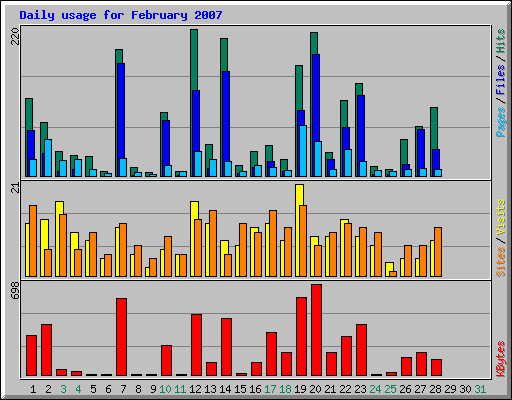 Daily usage for February 2007
220
Pages / Files / Hits
21
Sites / Visits
698
KBytes
1 2 3 4 5 6 7 8 9 10 11 12 13 14 15 16 17 18 19 20 21 22 23 24 25 26 27 28 29 30 31